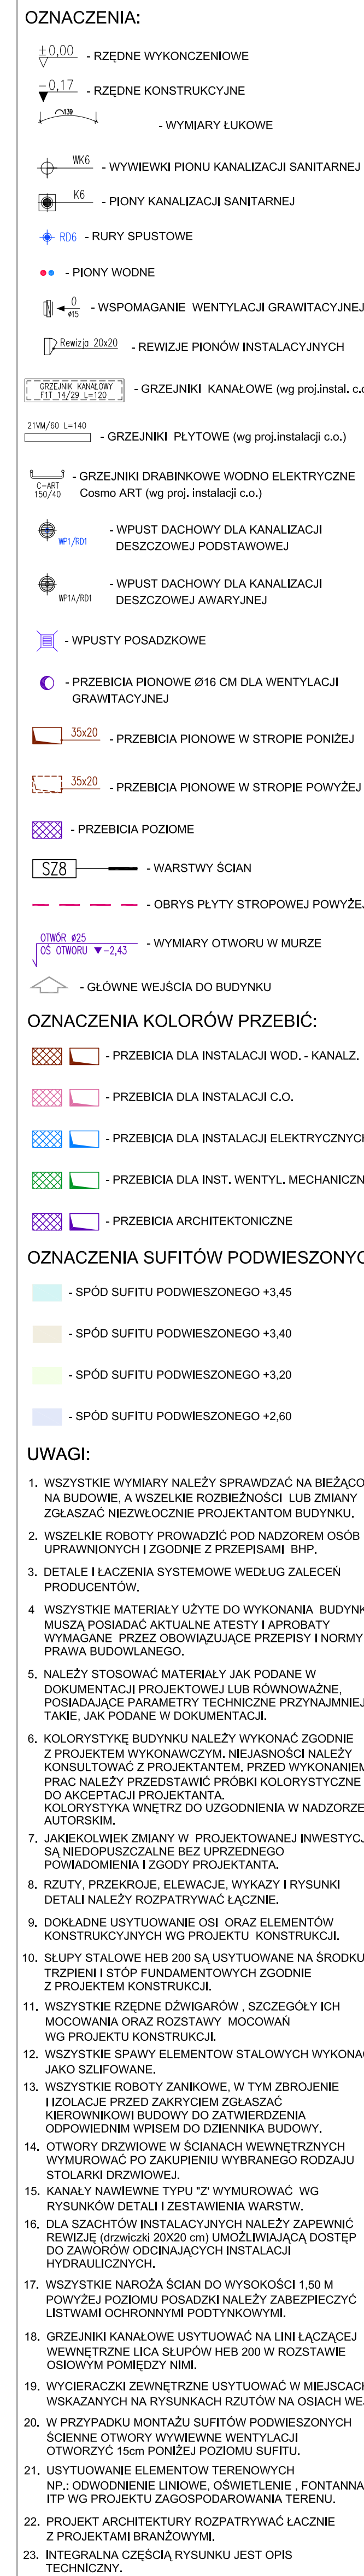 OZNACZENIA:
±0,00 - RZĘDNE WYKOŃCZENIOWE
-0,17 - RZĘDNE KONSTRUKCYJNE
139
- WYMIARY ŁUKOWE
WK6 - WYWIEWKI PIONU KANALIZACJI SANITARNEJ
K6 - PIONY KANALIZACJI SANITARNEJ
RD6 - RURY SPUSTOWE
- PIONY WODNE
0
ø15 - WSPOMAGANIE WENTYLACJI GRAWITACYJNEJ
Rewizja 20x20 - REWIZJE PIONÓW INSTALACYJNYCH
GRZEJNIK KANAŁOWY
F1T 14/29 L=120 - GRZEJNIKI KANAŁOWE (wg proj.instal. c.o
21VM/60 L=140
- GRZEJNIKI PŁYTOWE (wg proj.instalacji c.o.)
- GRZEJNIKI DRABINKOWE WODNO ELEKTRYCZNE
C-ART Cosmo ART (wg proj. instalacji c.o.)
150/40
- WPUST DACHOWY DLA KANALIZACJI
WP1/RD1 DESZCZOWEJ PODSTAWOWEJ
- WPUST DACHOWY DLA KANALIZACJI
WP1A/RD1 DESZCZOWEJ AWARYJNEJ
- WPUSTY POSADZKOWE
- PRZEBICIA PIONOWE Ø16 CM DLA WENTYLACJI
GRAWITACYJNEJ
35x20 - PRZEBICIA PIONOWE W STROPIE PONIŻEJ
35x20 - PRZEBICIA PIONOWE W STROPIE POWYŻEJ
- PRZEBICIA POZIOME
SZ8 - WARSTWY ŚCIAN
- OBRYS PŁYTY STROPOWEJ POWYŻEJ
OTWÓR ø25
OŚ OTWORU ▼-2,43 - WYMIARY OTWORU W MURZE
- GŁÓWNE WEJŚCIA DO BUDYNKU
OZNACZENIA KOLORÓW PRZEBIĆ:
- PRZEBICIA DLA INSTALACJI WOD. - KANALZ.
- PRZEBICIA DLA INSTALACJI C.O.
- PRZEBICIA DLA INSTALACJI ELEKTRYCZNYCH
- PRZEBICIA DLA INST. WENTYL. MECHANICZN
- PRZEBICIA ARCHITEKTONICZNE
OZNACZENIA SUFITÓW PODWIESZONYC
- SPÓD SUFITU PODWIESZONEGO +3,45
- SPÓD SUFITU PODWIESZONEGO +3,40
- SPÓD SUFITU PODWIESZONEGO +3,20
- SPÓD SUFITU PODWIESZONEGO +2,60
UWAGI:
1. WSZYSTKIE WYMIARY NALEŻY SPRAWDZAĆ NA BIEŻĄCO
NA BUDOWIE, A WSZELKIE ROZBIEŻNOŚCI LUB ZMIANY
ZGŁASZAĆ NIEZWŁOCZNIE PROJEKTANTOM BUDYNKU.
2. WSZELKIE ROBOTY PROWADZIĆ POD NADZOREM OSÓB
UPRAWNIONYCH I ZGODNIE Z PRZEPISAMI BHP.
3. DETALE I ŁACZENIA SYSTEMOWE WEDŁUG ZALECEŃ
PRODUCENTÓW.
4 WSZYSTKIE MATERIAŁY UŻYTE DO WYKONANIA BUDYNK
MUSZĄ POSIADAĆ AKTUALNE ATESTY I APROBATY
WYMAGANE PRZEZ OBOWIĄZUJĄCE PRZEPISY I NORMY
PRAWA BUDOWLANEGO.
5. NALEŻY STOSOWAĆ MATERIAŁY JAK PODANE W
DOKUMENTACJI PROJEKTOWEJ LUB RÓWNOWAŻNE,
POSIADAJĄCE PARAMETRY TECHNICZNE PRZYNAJMNIEJ
TAKIE, JAK PODANE W DOKUMENTACJI.
6. KOLORYSTYKĘ BUDYNKU NALEŻY WYKONAĆ ZGODNIE
Z PROJEKTEM WYKONAWCZYM. NIEJASNOŚCI NALEŻY
KONSULTOWAĆ Z PROJEKTANTEM. PRZED WYKONANIEM
PRAC NALEŻY PRZEDSTAWIĆ PRÓBKI KOLORYSTYCZNE
DO AKCEPTACJI PROJEKTANTA.
KOLORYSTYKA WNĘTRZ DO UZGODNIENIA W NADZORZE
AUTORSKIM.
7. JAKIEKOLWIEK ZMIANY W PROJEKTOWANEJ INWESTYCJ
SĄ NIEDOPUSZCZALNE BEZ UPRZEDNEGO
POWIADOMIENIA I ZGODY PROJEKTANTA.
8. RZUTY, PRZEKROJE, ELEWACJE, WYKAZY I RYSUNKI
DETALI NALEŻY ROZPATRYWAĆ ŁĄCZNIE.
9. DOKŁADNE USYTUOWANIE OSI ORAZ ELEMENTÓW
KONSTRUKCYJNYCH WG PROJEKTU KONSTRUKCJI.
10. SŁUPY STALOWE HEB 200 SĄ USYTUOWANE NA ŚRODKU
TRZPIENI I STÓP FUNDAMENTOWYCH ZGODNIE
Z PROJEKTEM KONSTRUKCJI.
11. WSZYSTKIE RZĘDNE DŹWIGARÓW , SZCZEGÓŁY ICH
MOCOWANIA ORAZ ROZSTAWY MOCOWAŃ
WG PROJEKTU KONSTRUKCJI.
12. WSZYSTKIE SPAWY ELEMENTOW STALOWYCH WYKONAĆ
JAKO SZLIFOWANE.
13. WSZYSTKIE ROBOTY ZANIKOWE, W TYM ZBROJENIE
I IZOLACJE PRZED ZAKRYCIEM ZGŁASZAĆ
KIEROWNIKOWI BUDOWY DO ZATWIERDZENIA
ODPOWIEDNIM WPISEM DO DZIENNIKA BUDOWY.
14. OTWORY DRZWIOWE W ŚCIANACH WEWNĘTRZNYCH
WYMUROWAĆ PO ZAKUPIENIU WYBRANEGO RODZAJU
STOLARKI DRZWIOWEJ.
15. KANAŁY NAWIEWNE TYPU "Z' WYMUROWAĆ WG
RYSUNKÓW DETALI I ZESTAWIENIA WARSTW.
16. DLA SZACHTÓW INSTALACYJNYCH NALEŻY ZAPEWNIĆ
REWIZJĘ (drzwiczki 20X20 cm) UMOŻLIWIAJĄCĄ DOSTĘP
DO ZAWORÓW ODCINAJĄCYCH INSTALACJI
HYDRAULICZNYCH.
17. WSZYSTKIE NAROŻA ŚCIAN DO WYSOKOŚCI 1,50 M
POWYŻEJ POZIOMU POSADZKI NALEŻY ZABEZPIECZYĆ
LISTWAMI OCHRONNYMI PODTYNKOWYMI.
18. GRZEJNIKI KANAŁOWE USYTUOWAĆ NA LINI ŁĄCZĄCEJ
WEWNĘTRZNE LICA SŁUPÓW HEB 200 W ROZSTAWIE
OSIOWYM POMIĘDZY NIMI.
19. WYCIERACZKI ZEWNĘTRZNE USYTUOWAĆ W MIEJSCACH
WSKAZANYCH NA RYSUNKACH RZUTÓW NA OSIACH WE
20. W PRZYPADKU MONTAŻU SUFITÓW PODWIESZONYCH
ŚCIENNE OTWORY WYWIEWNE WENTYLACJI
OTWORZYĆ 15cm PONIŻEJ POZIOMU SUFITU.
21. USYTUOWANIE ELEMENTOW TERENOWYCH
NP.: ODWODNIENIE LINIOWE, OŚWIETLENIE , FONTANNA
ITP WG PROJEKTU ZAGOSPODAROWANIA TERENU.
22. PROJEKT ARCHITEKTURY ROZPATRYWAĆ ŁACZNIE
Z PROJEKTAMI BRANŻOWYMI.
23. INTEGRALNA CZĘŚCIĄ RYSUNKU JEST OPIS
TECHNICZNY.